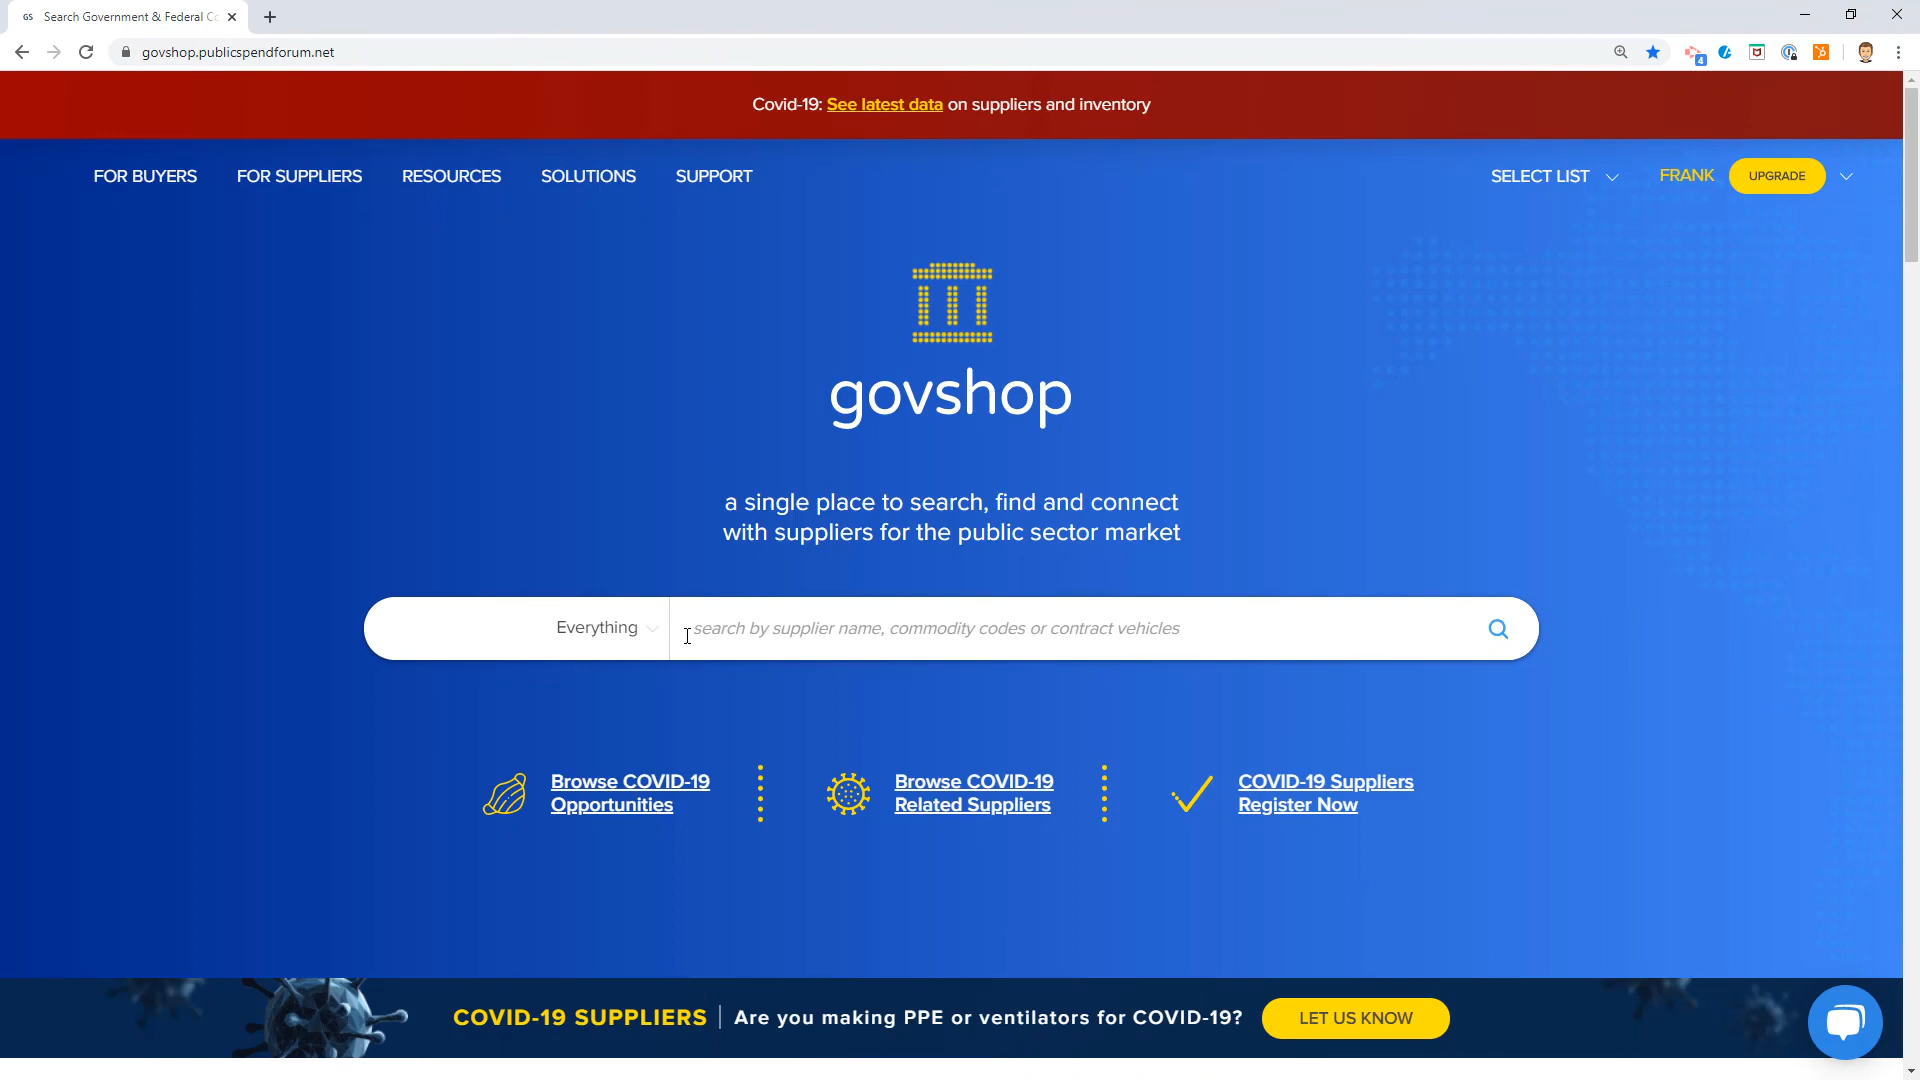 GS Search Government & Federal Co
govshop.publicspendforum.net
4
Covid-19: See latest data on suppliers and inventory
FOR BUYERS FOR SUPPLIERS RESOURCES SOLUTIONS SUPPORT SELECT LIST FRANK UPGRADE
govshop
a single place to search, find and connect
with suppliers for the public sector market
Everything search by supplier name, commodity codes or contract vehicles
Browse COVID-19
Opportunities
Browse COVID-19
Related Suppliers
COVID-19 Suppliers
Register Now
COVID-19 SUPPLIERS | Are you making PPE or ventilators for COVID-19? LET US KNOW